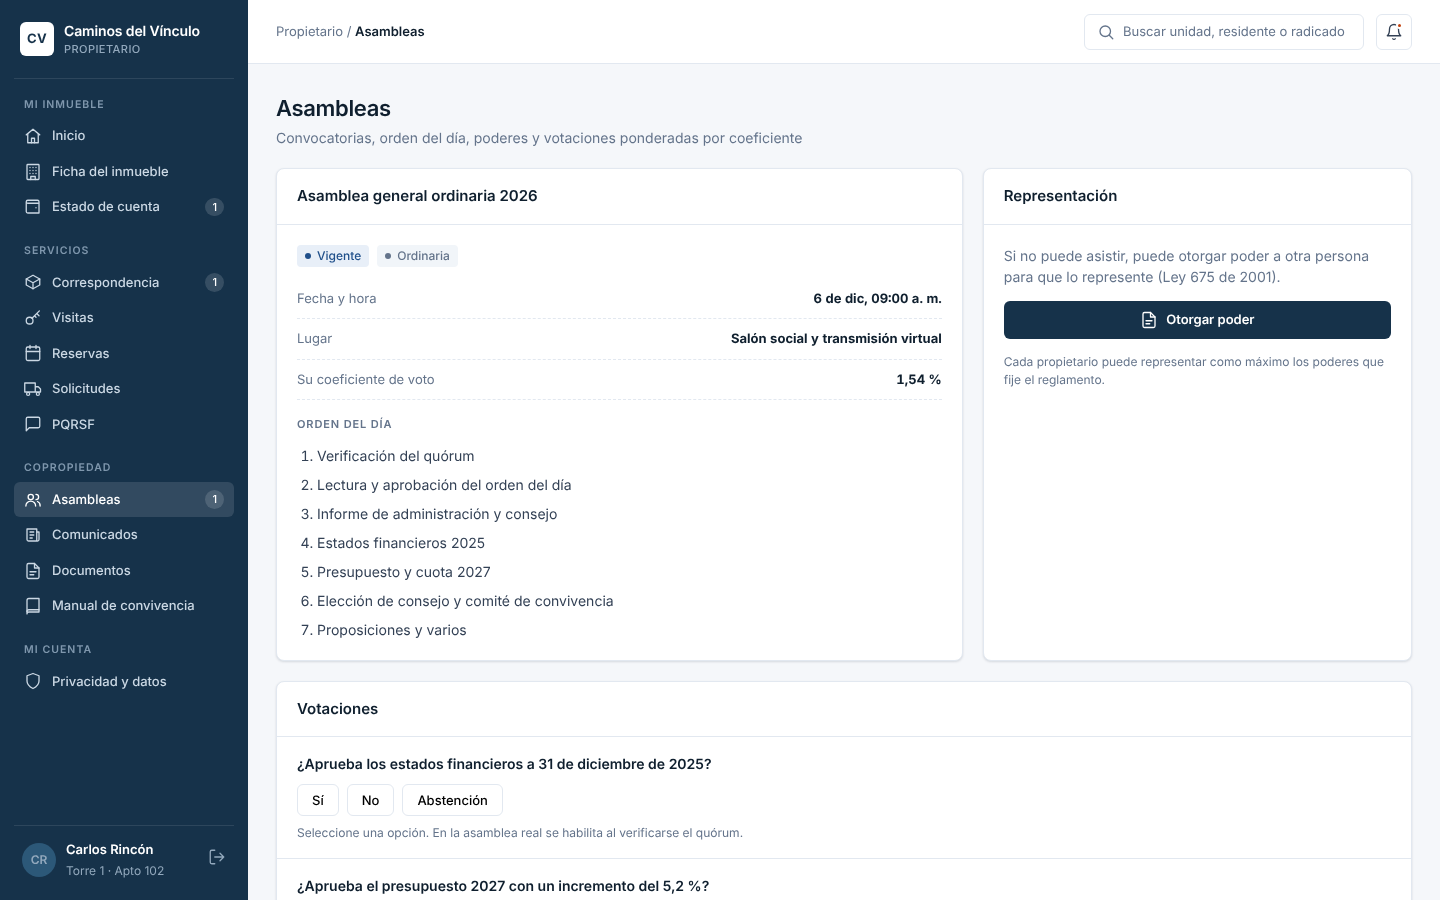 CV
Caminos del Vínculo
PROPIETARIO
MI INMUEBLE
Inicio
Ficha del inmueble
Estado de cuenta 1
SERVICIOS
Correspondencia 1
Visitas
Reservas
Solicitudes
PQRSF
COPROPIEDAD
Asambleas 1
Comunicados
Documentos
Manual de convivencia
MI CUENTA
Privacidad y datos
CR
Carlos Rincón
Torre 1 · Apto 102
Propietario / Asambleas
Buscar unidad, residente o radicado
Asambleas
Convocatorias, orden del día, poderes y votaciones ponderadas por coeficiente
Asamblea general ordinaria 2026
Vigente Ordinaria
Fecha y hora 6 de dic, 09:00 a. m.
Lugar Salón social y transmisión virtual
Su coeficiente de voto 1,54 %
ORDEN DEL DÍA
1. Verificación del quórum
2. Lectura y aprobación del orden del día
3. Informe de administración y consejo
4. Estados financieros 2025
5. Presupuesto y cuota 2027
6. Elección de consejo y comité de convivencia
7. Proposiciones y varios
Representación
Si no puede asistir, puede otorgar poder a otra persona
para que lo represente (Ley 675 de 2001).
Otorgar poder
Cada propietario puede representar como máximo los poderes que
fije el reglamento.
Votaciones
¿Aprueba los estados financieros a 31 de diciembre de 2025?
Sí No Abstención
Seleccione una opción. En la asamblea real se habilita al verificarse el quórum.
¿Aprueba el presupuesto 2027 con un incremento del 5,2 %?